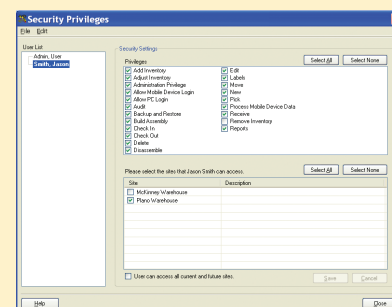 Security Privileges
File Edit
User List
Admin, User
Smith, Jason
Security Settings
Privileges
Select All Select None
Add Inventory
Adjust Inventory
Administration Privilege
Allow Mobile Device Login
Allow PC Login
Audit
Backup and Restore
Build Assembly
Check In
Check Out
Delete
Disassemble
Edit
Labels
Move
New
Pick
Process Mobile Device Data
Receive
Remove Inventory
Reports
Please select the sites that Jason Smith can access.
Select All Select None
Site Description
McKinney Warehouse
Plano Warehouse
User can access all current and future sites.
Save Cancel
Help Close